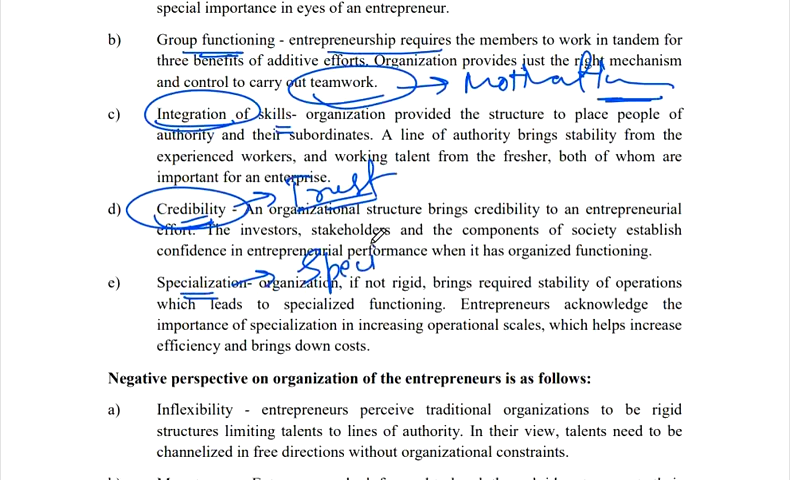 special importance in eyes of an entrepreneur.
b) Group functioning - entrepreneurship requires the members to work in tandem for
three benefits of additive efforts. Organization provides just the right mechanism
and control to carry out teamwork. Motivation
c) Integration of skills- organization provided the structure to place people of
authority and their subordinates. A line of authority brings stability from the
experienced workers, and working talent from the fresher, both of whom are
important for an enterprise.
Trust
d) Credibility - An organizational structure brings credibility to an entrepreneurial
effort. The investors, stakeholders and the components of society establish
confidence in entrepreneurial performance when it has organized functioning.
Speci
e) Specialization- organization, if not rigid, brings required stability of operations
which leads to specialized functioning. Entrepreneurs acknowledge the
importance of specialization in increasing operational scales, which helps increase
efficiency and brings down costs.
Negative perspective on organization of the entrepreneurs is as follows:
a) Inflexibility - entrepreneurs perceive traditional organizations to be rigid
structures limiting talents to lines of authority. In their view, talents need to be
channelized in free directions without organizational constraints.